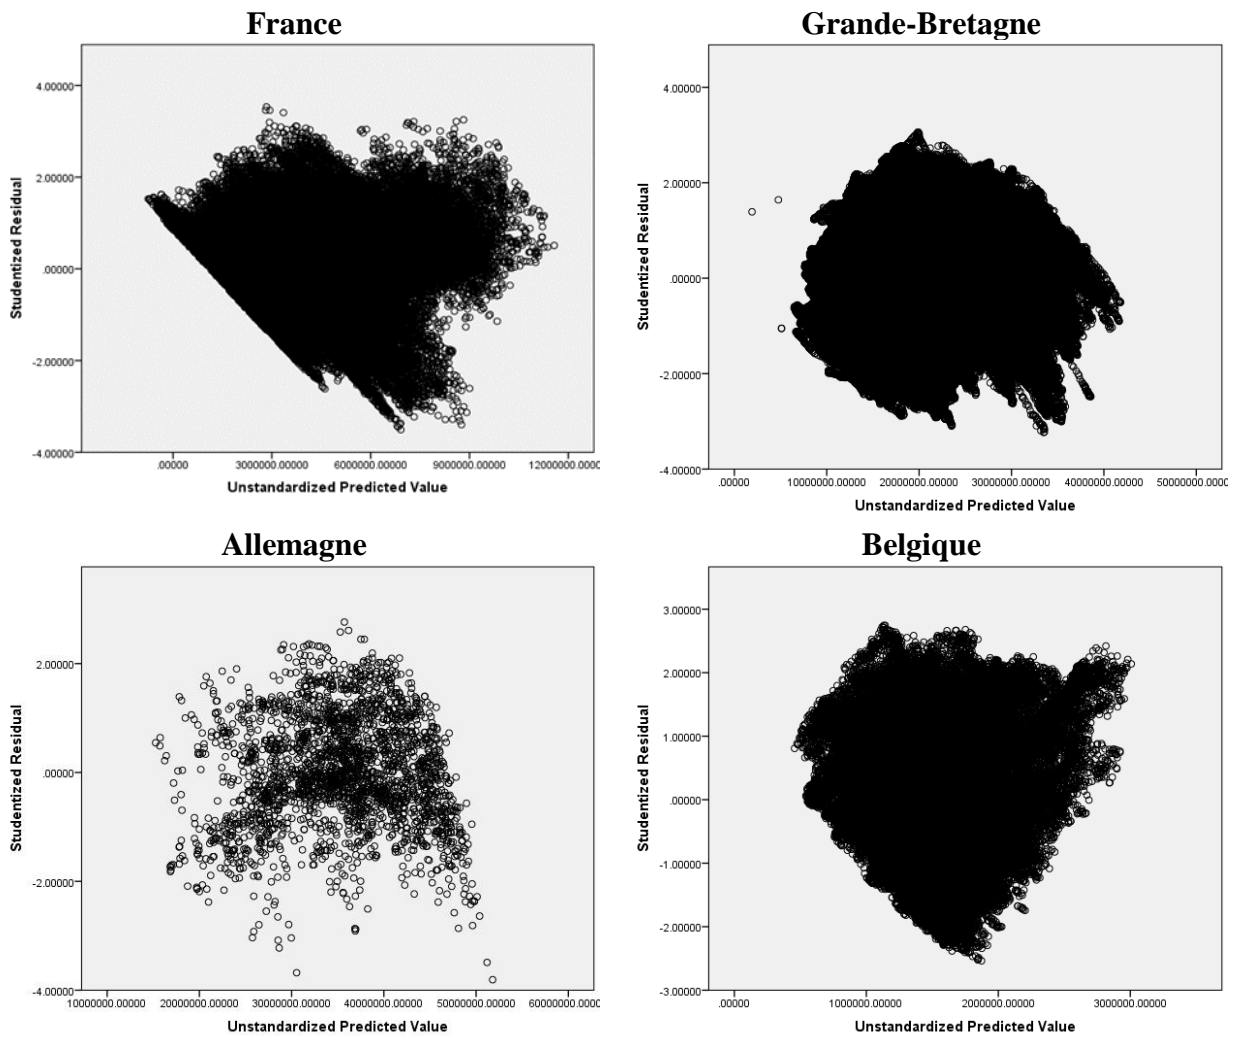 France
4.00000
2.00000
.00000
-2.00000
-4.00000
Studentized Residual
.00000 3000000.00000 6000000.00000 9000000.00000 12000000.0000
Unstandardized Predicted Value
Grande-Bretagne
4.00000
2.00000
.00000
-2.00000
-4.00000
Studentized Residual
.00000 10000000.00000 20000000.00000 30000000.00000 40000000.00000 50000000.000
Unstandardized Predicted Value
Allemagne
2.00000
.00000
-2.00000
-4.00000
Studentized Residual
10000000.00000 20000000.00000 30000000.00000 40000000.00000 50000000.00000 60000000.00000
Unstandardized Predicted Value
Belgique
3.00000
2.00000
1.00000
.00000
-1.00000
-2.00000
-3.00000
Studentized Residual
.00000 1000000.00000 2000000.00000 3000000.00000
Unstandardized Predicted Value